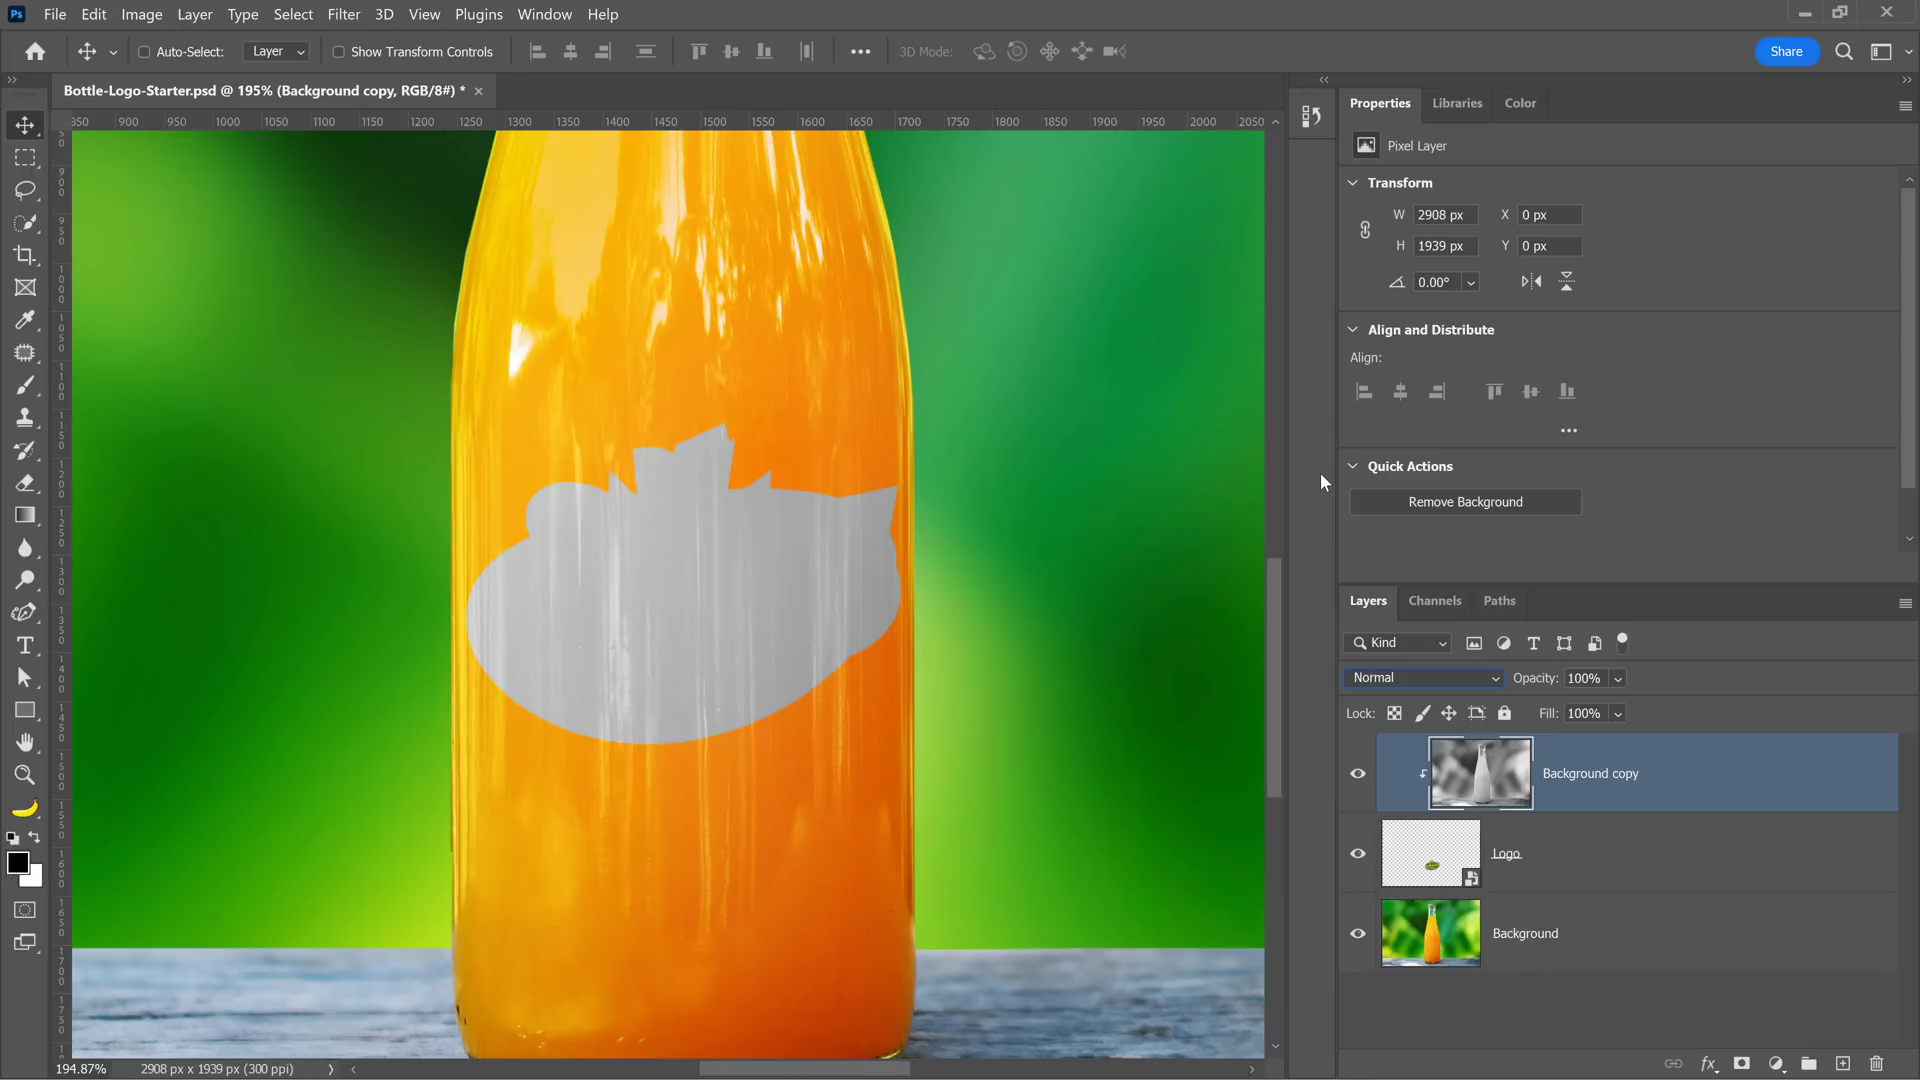 Ps File Edit Image Layer Type Select Filter 3D View Plugins Window Help
Auto-Select: Layer Show Transform Controls 3D Mode: Share
Bottle-Logo-Starter.psd @ 195% (Background copy, RGB/8#) *
350 900 950 1000 1050 1100 1150 1200 1250 1300 1350 1400 1450 1500 1550 1600 1650 1700 1750 1800 1850 1900 1950 2000 2050
Properties Libraries Color
Pixel Layer
Transform
W 2908 px X 0 px
H 1939 px Y 0 px
0.00°
Align and Distribute
Align:
Quick Actions
Remove Background
Layers Channels Paths
Kind
Normal Opacity: 100%
Lock: Fill: 100%
Background copy
Logo
Background
194.87% 2908 px x 1939 px (300 ppi)